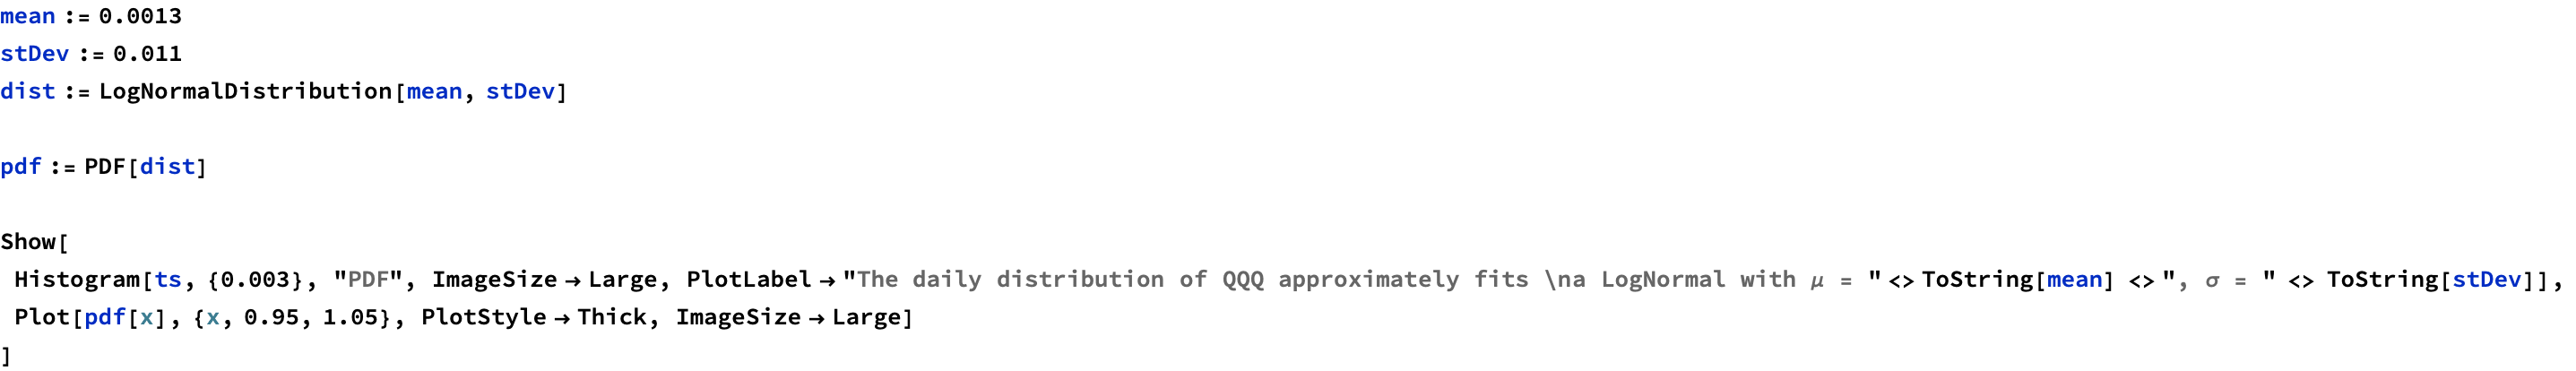 mean := 0.0013
stDev := 0.011
dist := LogNormalDistribution[mean, stDev]
pdf := PDF[dist]
Show[
Histogram[ts, {0.003}, "PDF", ImageSize → Large, PlotLabel → "The daily distribution of QQQ approximately fits \na LogNormal with μ = " <> ToString[mean] <> ", σ = " <> ToString[stDev]],
Plot[pdf[x], {x, 0.95, 1.05}, PlotStyle → Thick, ImageSize → Large]
]